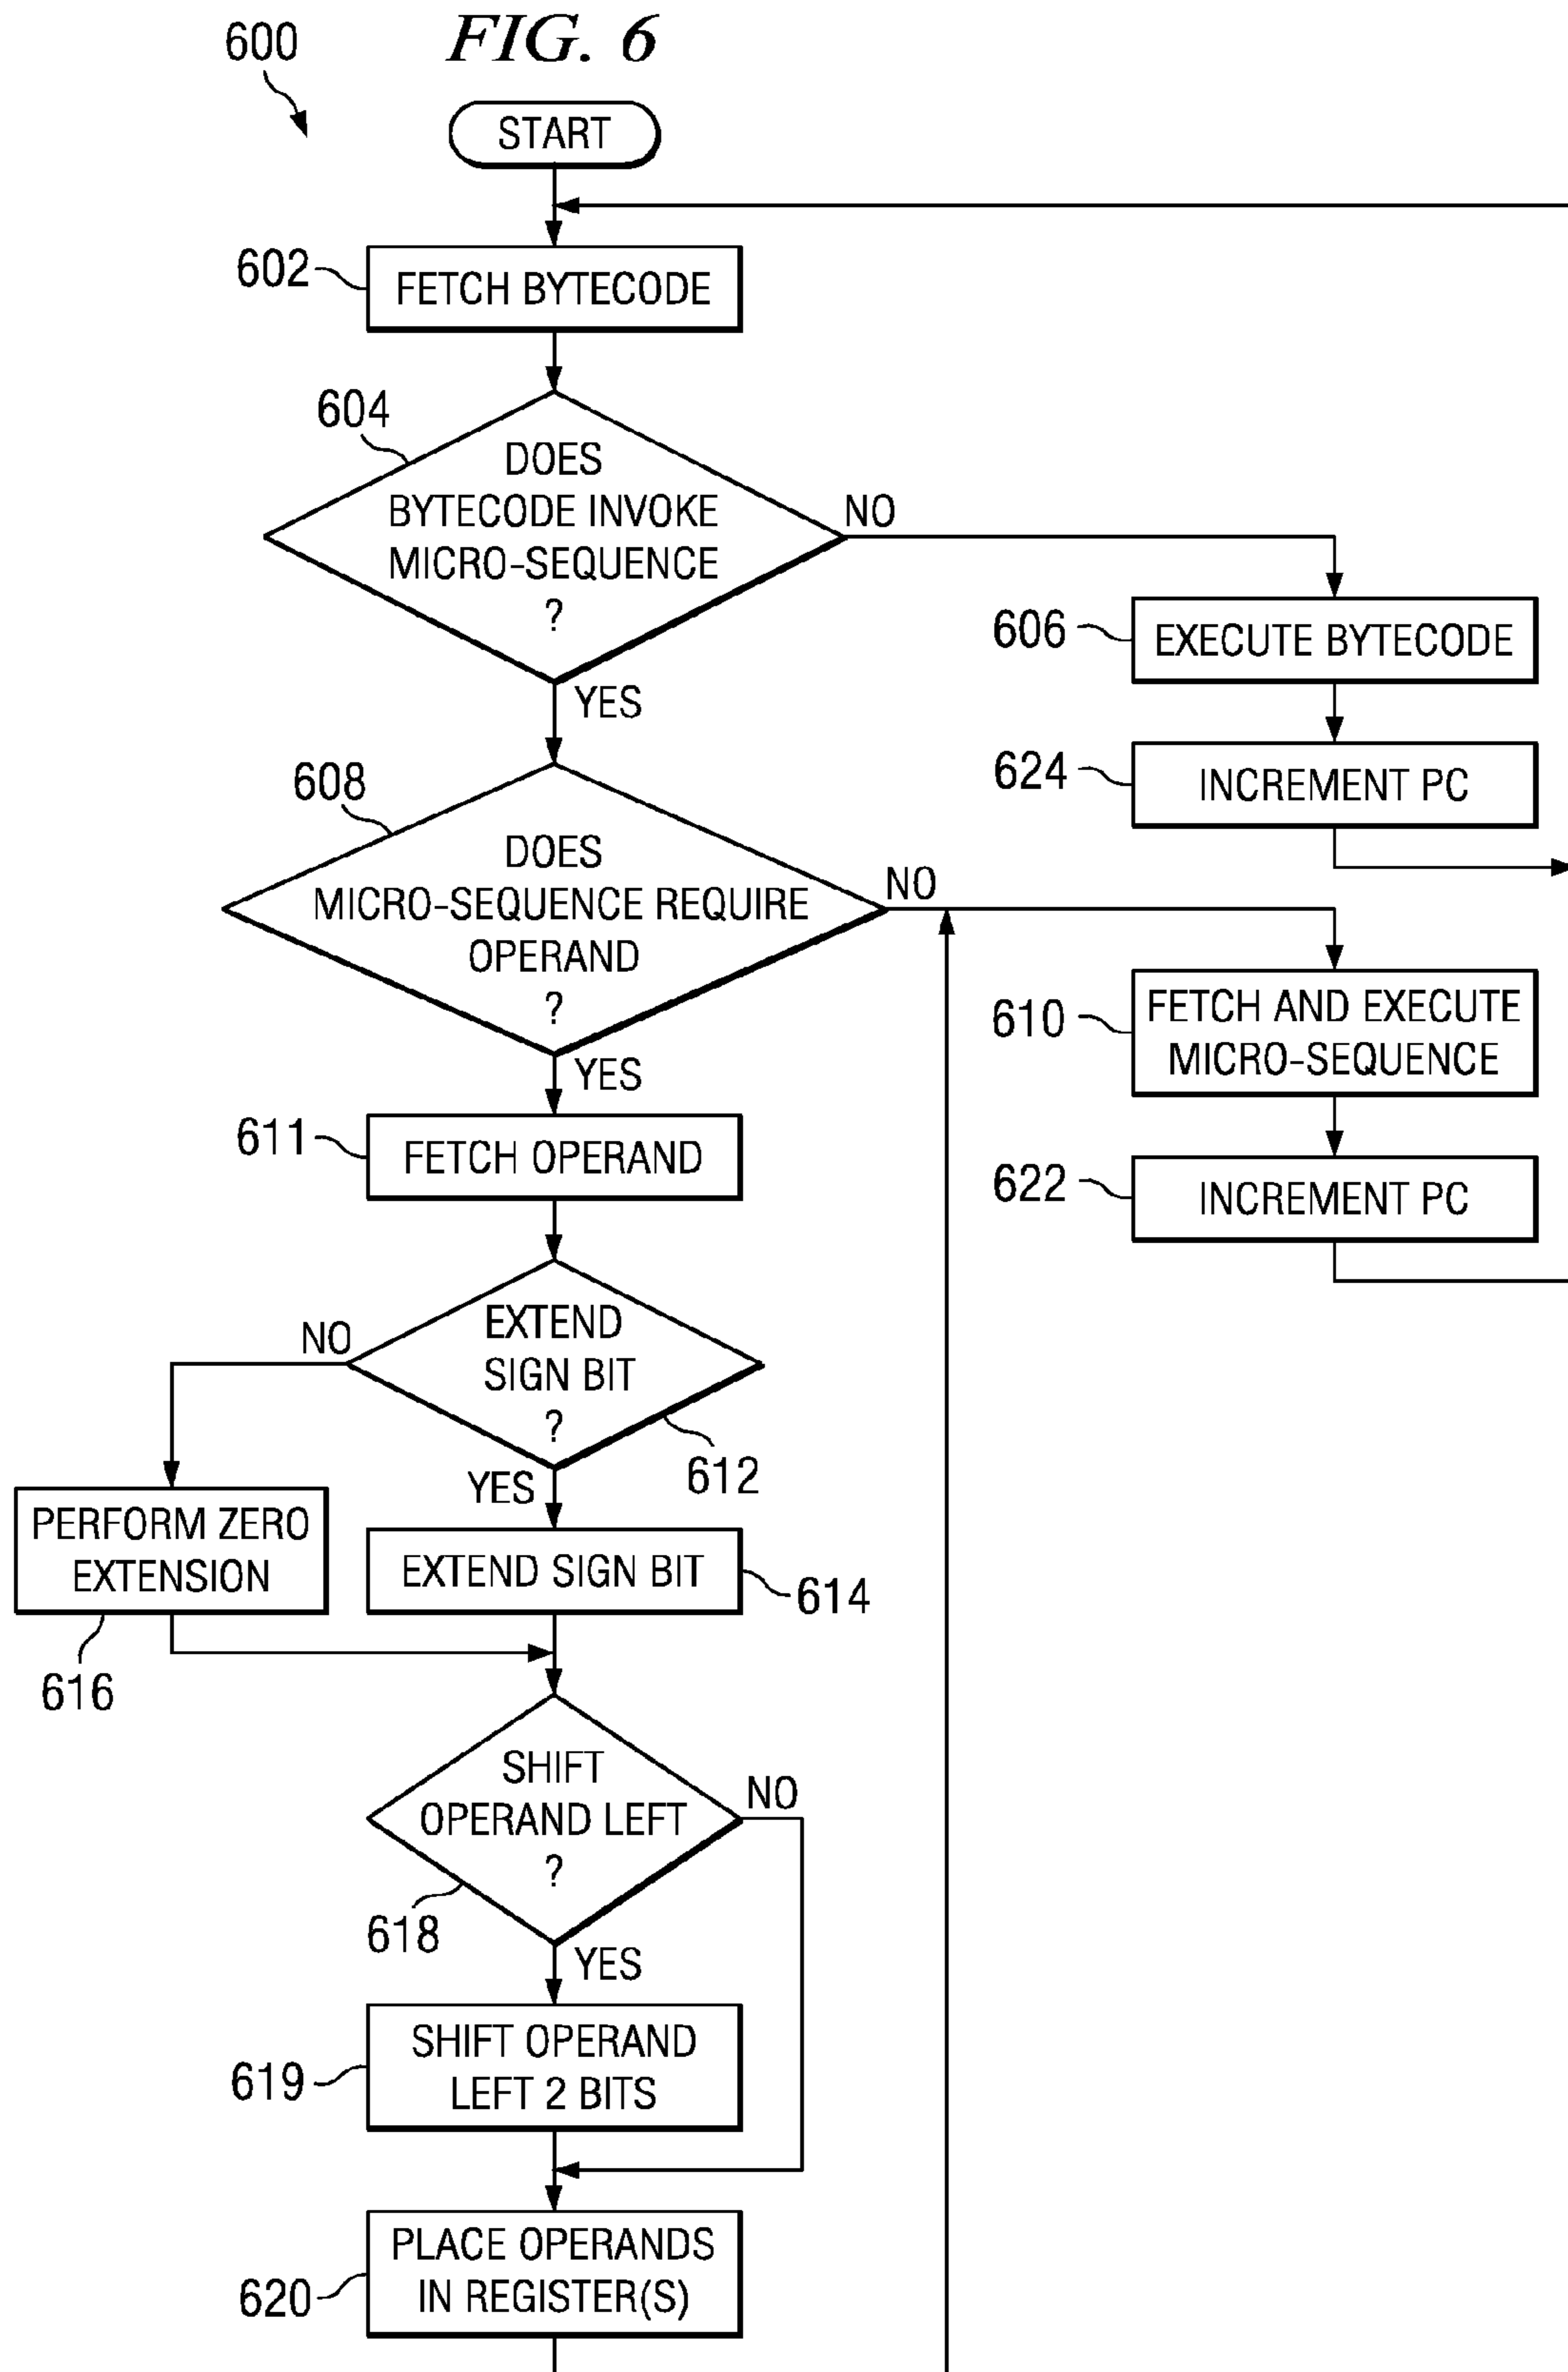 FIG. 6
600
START
602
FETCH BYTECODE
604
DOES
BYTECODE INVOKE
MICRO-SEQUENCE
?
NO
YES
606
EXECUTE BYTECODE
624
INCREMENT PC
608
DOES
MICRO-SEQUENCE REQUIRE
OPERAND
?
NO
YES
610
FETCH AND EXECUTE
MICRO-SEQUENCE
622
INCREMENT PC
611
FETCH OPERAND
EXTEND
SIGN BIT
?
NO
612
YES
PERFORM ZERO
EXTENSION
616
EXTEND SIGN BIT
614
SHIFT
OPERAND LEFT
?
NO
618
YES
619
SHIFT OPERAND
LEFT 2 BITS
620
PLACE OPERANDS
IN REGISTER(S)